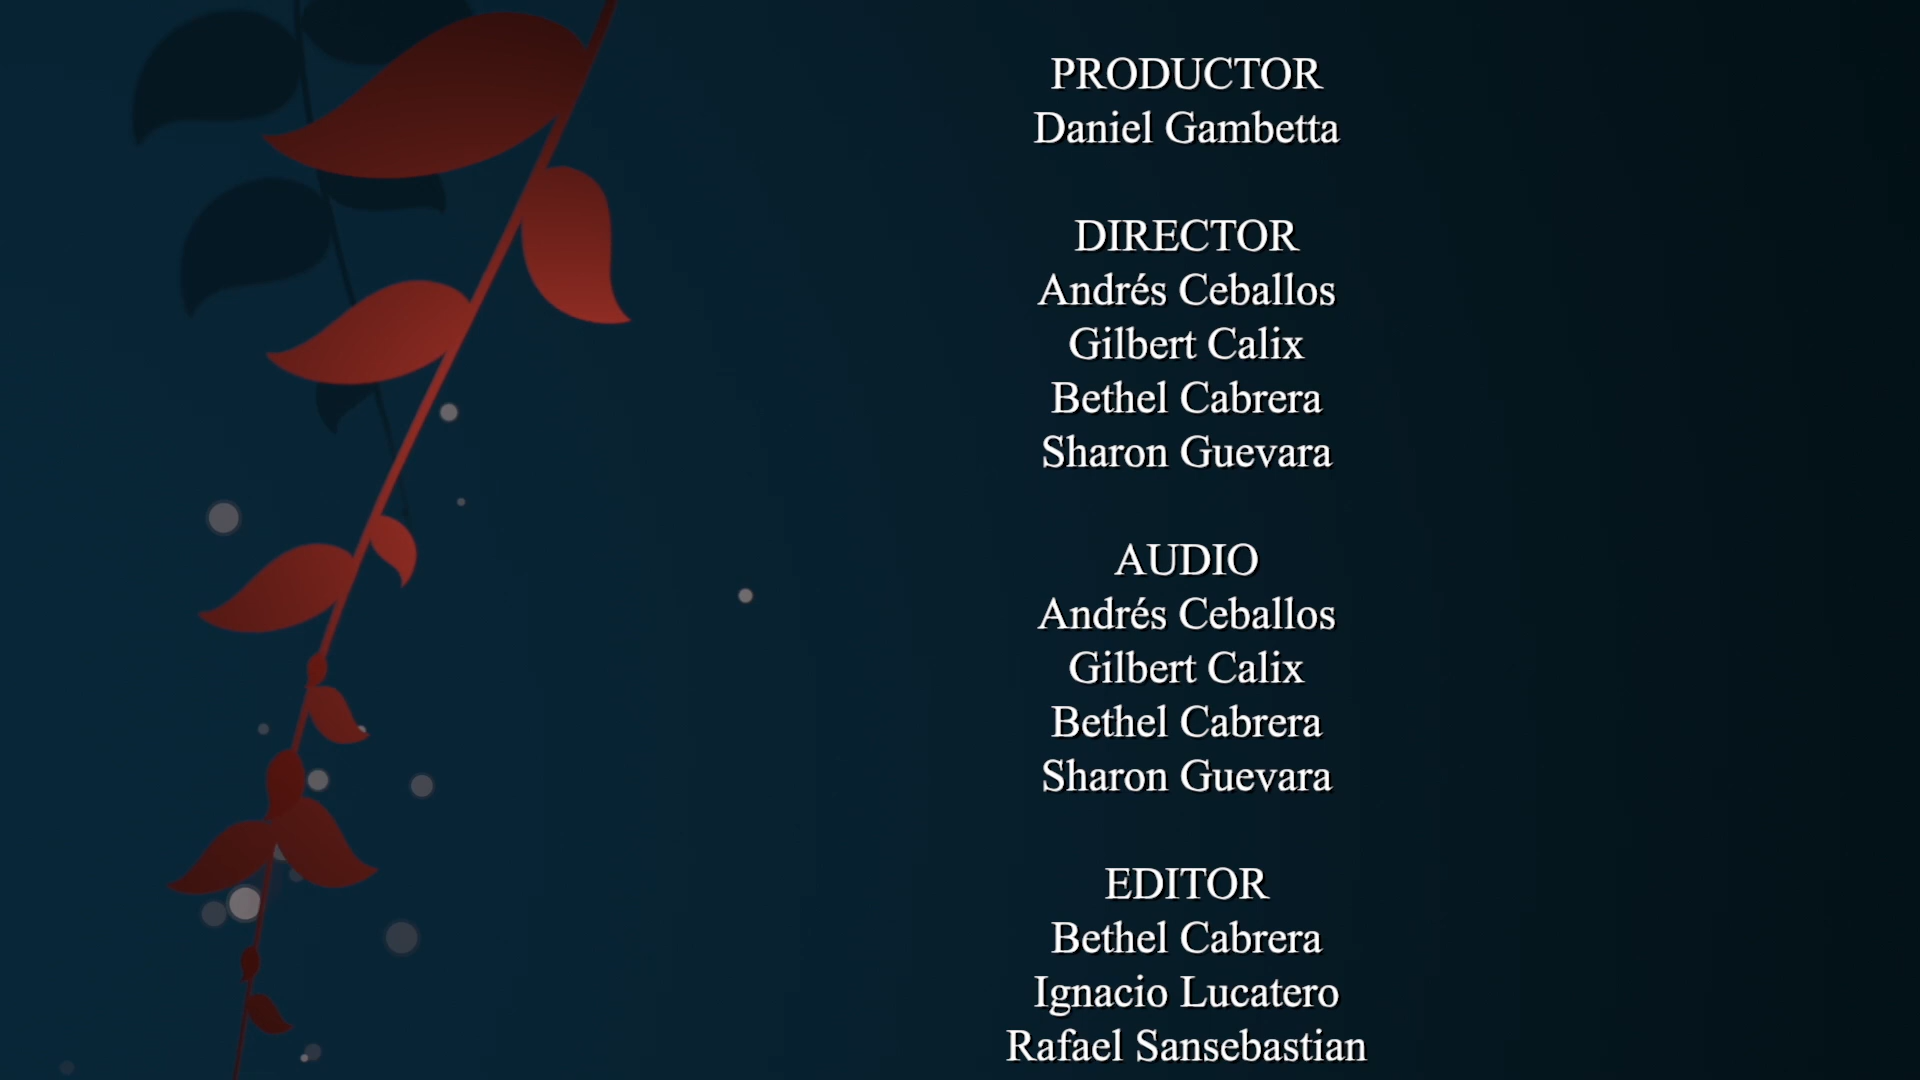 PRODUCTOR
Daniel Gambetta
DIRECTOR
Andrés Ceballos
Gilbert Calix
Bethel Cabrera
Sharon Guevara
AUDIO
Andrés Ceballos
Gilbert Calix
Bethel Cabrera
Sharon Guevara
EDITOR
Bethel Cabrera
Ignacio Lucatero
Rafael Sansebastian